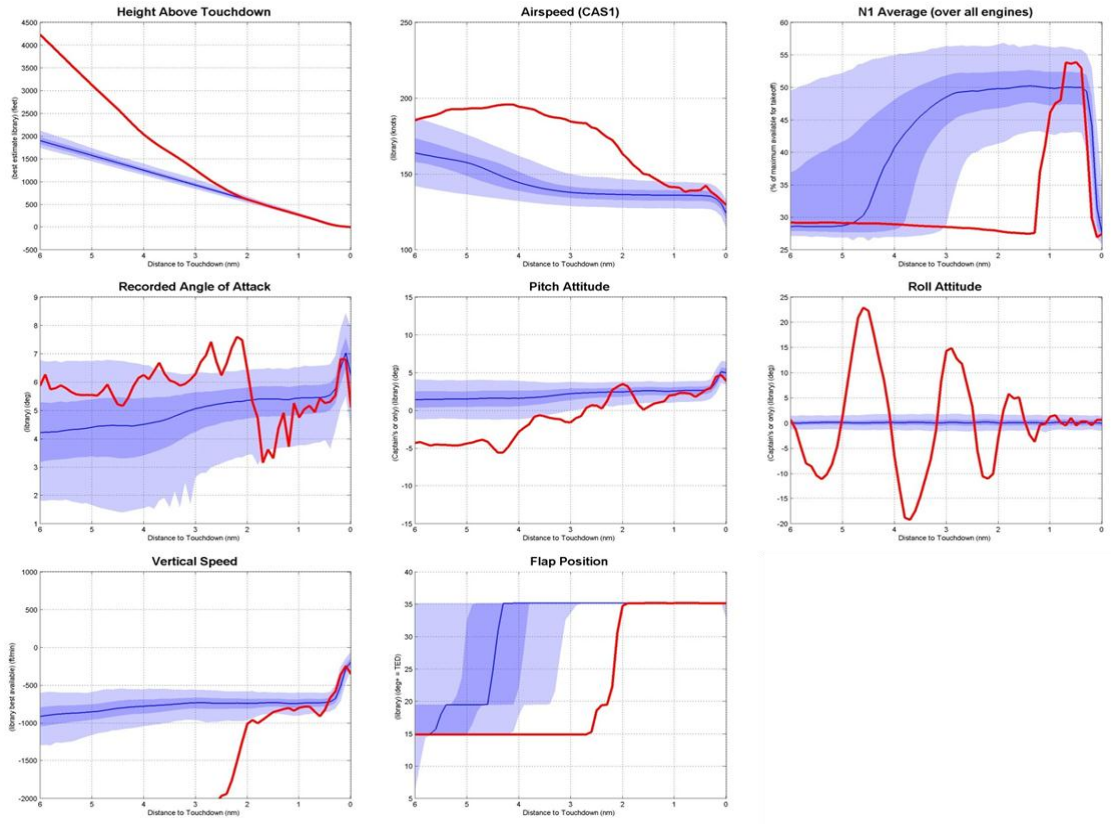 Height Above Touchdown
(best estimate library) (feet)
4500
4000
3500
3000
2500
2000
1500
1000
500
0
-500
6 5 4 3 2 1 0
Distance to Touchdown (nm)
Airspeed (CAS1)
(library) (knots)
250
200
150
100
6 5 4 3 2 1 0
Distance to Touchdown (nm)
N1 Average (over all engines)
(% of maximum available for takeoff)
60
55
50
45
40
35
30
25
6 5 4 3 2 1 0
Distance to Touchdown (nm)
Recorded Angle of Attack
(library) (deg)
9
8
7
6
5
4
3
2
1
6 5 4 3 2 1 0
Distance to Touchdown (nm)
Pitch Attitude
(Captain's or only) (library) (deg)
15
10
5
0
-5
-10
-15
6 5 4 3 2 1 0
Distance to Touchdown (nm)
Roll Attitude
(Captain's or only) (library) (deg)
25
20
15
10
5
0
-5
-10
-15
-20
6 5 4 3 2 1 0
Distance to Touchdown (nm)
Vertical Speed
(library best available) (ft/min)
1000
500
0
-500
-1000
-1500
-2000
6 5 4 3 2 1 0
Distance to Touchdown (nm)
Flap Position
(library) (deg+ = TED)
40
35
30
25
20
15
10
5
6 5 4 3 2 1 0
Distance to Touchdown (nm)